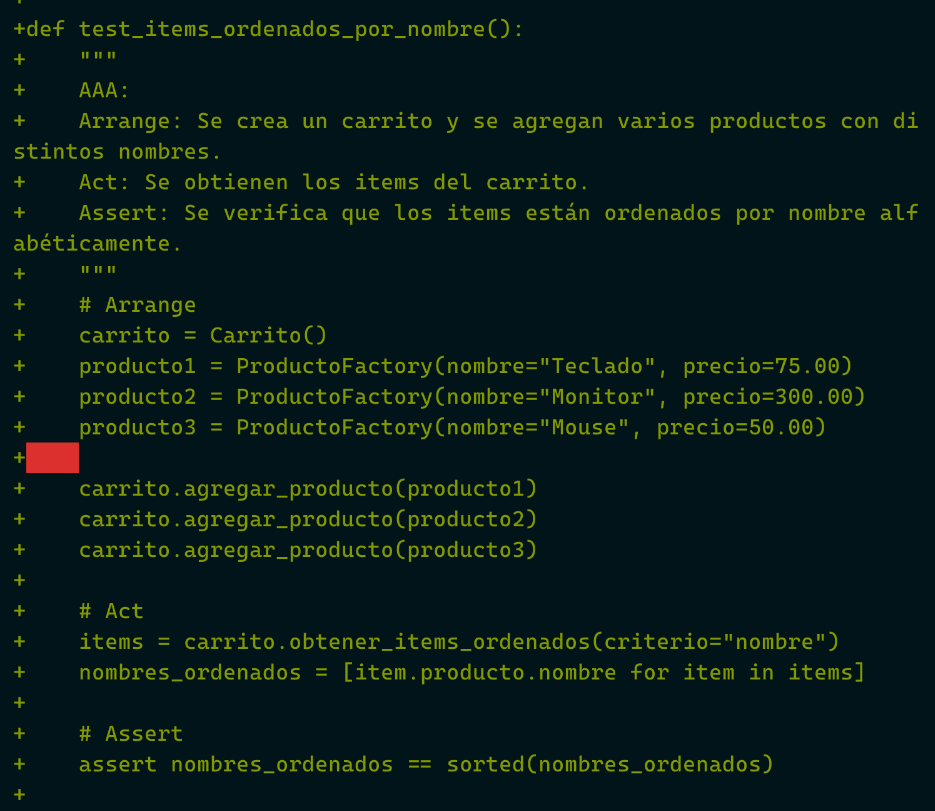 +
+def test_items_ordenados_por_nombre():
+    """
+    AAA:
+    Arrange: Se crea un carrito y se agregan varios productos con di
stintos nombres.
+    Act: Se obtienen los items del carrito.
+    Assert: Se verifica que los items están ordenados por nombre alf
abéticamente.
+    """
+    # Arrange
+    carrito = Carrito()
+    producto1 = ProductoFactory(nombre="Teclado", precio=75.00)
+    producto2 = ProductoFactory(nombre="Monitor", precio=300.00)
+    producto3 = ProductoFactory(nombre="Mouse", precio=50.00)
+
+    carrito.agregar_producto(producto1)
+    carrito.agregar_producto(producto2)
+    carrito.agregar_producto(producto3)
+
+    # Act
+    items = carrito.obtener_items_ordenados(criterio="nombre")
+    nombres_ordenados = [item.producto.nombre for item in items]
+
+    # Assert
+    assert nombres_ordenados == sorted(nombres_ordenados)
+